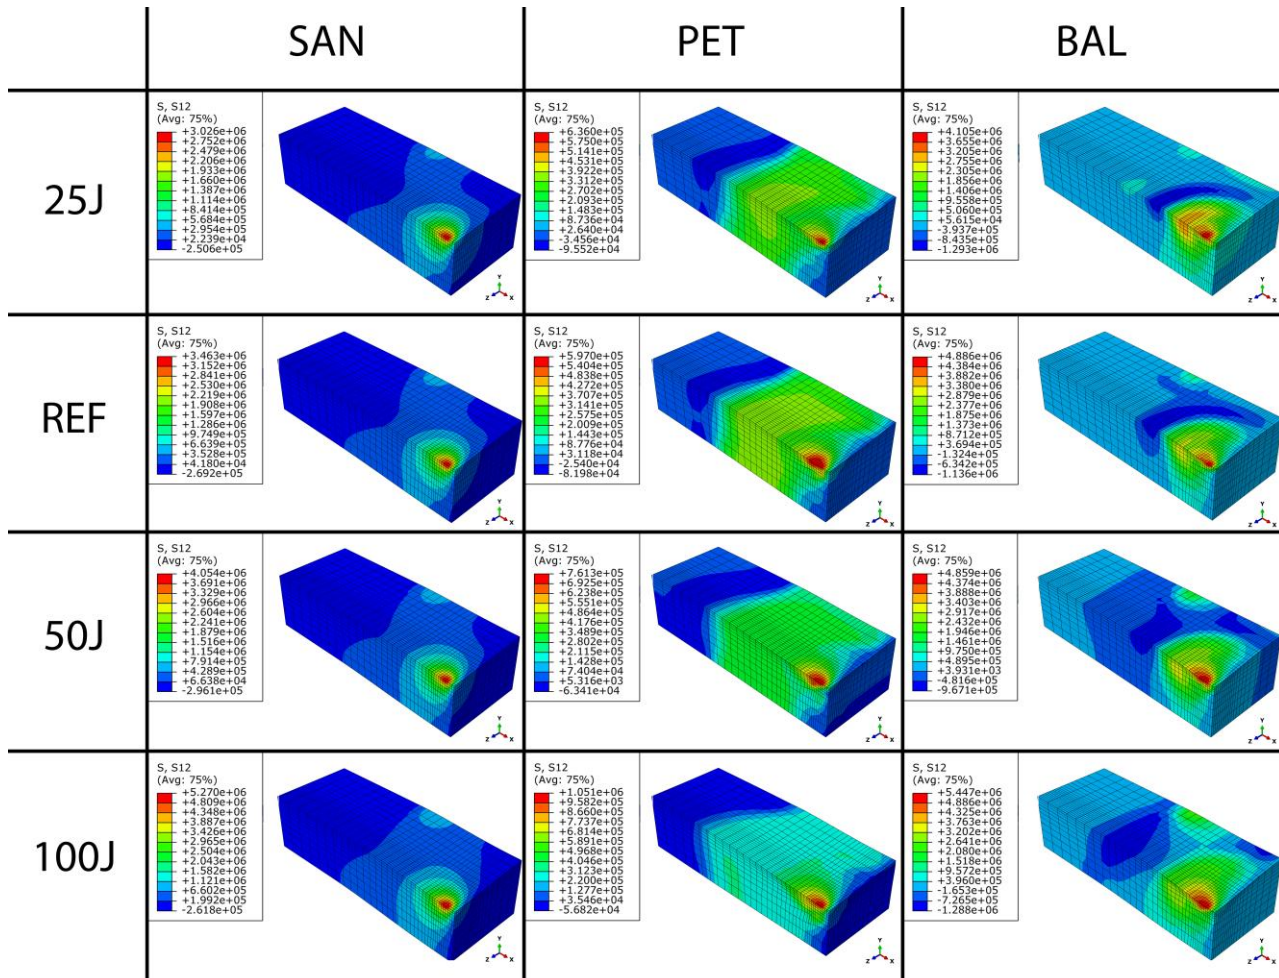 SAN PET BAL
25J
S, S12
(Avg: 75%)
+3.026e+06
+2.752e+06
+2.479e+06
+2.206e+06
+1.933e+06
+1.660e+06
+1.387e+06
+1.114e+06
+8.414e+05
+5.684e+05
+2.954e+05
+2.239e+04
-2.506e+05
Y
Z X
S, S12
(Avg: 75%)
+6.360e+05
+5.750e+05
+5.141e+05
+4.531e+05
+3.922e+05
+3.312e+05
+2.702e+05
+2.093e+05
+1.483e+05
+8.736e+04
+2.640e+04
-3.456e+04
-9.552e+04
Y
Z X
S, S12
(Avg: 75%)
+4.105e+06
+3.655e+06
+3.205e+06
+2.755e+06
+2.305e+06
+1.856e+06
+1.406e+06
+9.558e+05
+5.060e+05
+5.615e+04
-3.937e+05
-8.435e+05
-1.293e+06
Y
Z X
REF
S, S12
(Avg: 75%)
+3.463e+06
+3.152e+06
+2.841e+06
+2.530e+06
+2.219e+06
+1.908e+06
+1.597e+06
+1.286e+06
+9.749e+05
+6.639e+05
+3.528e+05
+4.180e+04
-2.692e+05
Y
Z X
S, S12
(Avg: 75%)
+5.970e+05
+5.404e+05
+4.838e+05
+4.272e+05
+3.707e+05
+3.141e+05
+2.575e+05
+2.009e+05
+1.443e+05
+8.776e+04
+3.118e+04
-2.540e+04
-8.198e+04
Y
Z X
S, S12
(Avg: 75%)
+4.886e+06
+4.384e+06
+3.882e+06
+3.380e+06
+2.879e+06
+2.377e+06
+1.875e+06
+1.373e+06
+8.712e+05
+3.694e+05
-1.324e+05
-6.342e+05
-1.136e+06
Y
Z X
50J
S, S12
(Avg: 75%)
+4.054e+06
+3.691e+06
+3.329e+06
+2.966e+06
+2.604e+06
+2.241e+06
+1.879e+06
+1.516e+06
+1.154e+06
+7.914e+05
+4.289e+05
+6.638e+04
-2.961e+05
Y
Z X
S, S12
(Avg: 75%)
+7.613e+05
+6.925e+05
+6.238e+05
+5.551e+05
+4.864e+05
+4.176e+05
+3.489e+05
+2.802e+05
+2.115e+05
+1.428e+05
+7.404e+04
+5.316e+03
-6.341e+04
Y
Z X
S, S12
(Avg: 75%)
+4.859e+06
+4.374e+06
+3.888e+06
+3.403e+06
+2.917e+06
+2.432e+06
+1.946e+06
+1.461e+06
+9.750e+05
+4.895e+05
+3.931e+03
-4.816e+05
-9.671e+05
Y
Z X
100J
S, S12
(Avg: 75%)
+5.270e+06
+4.809e+06
+4.348e+06
+3.887e+06
+3.426e+06
+2.965e+06
+2.504e+06
+2.043e+06
+1.582e+06
+1.121e+06
+6.602e+05
+1.992e+05
-2.618e+05
Y
Z X
S, S12
(Avg: 75%)
+1.051e+06
+9.582e+05
+8.660e+05
+7.737e+05
+6.814e+05
+5.891e+05
+4.968e+05
+4.046e+05
+3.123e+05
+2.200e+05
+1.277e+05
+3.546e+04
-5.682e+04
Y
Z X
S, S12
(Avg: 75%)
+5.447e+06
+4.886e+06
+4.325e+06
+3.763e+06
+3.202e+06
+2.641e+06
+2.080e+06
+1.518e+06
+9.572e+05
+3.960e+05
-1.653e+05
-7.265e+05
-1.288e+06
Y
Z X